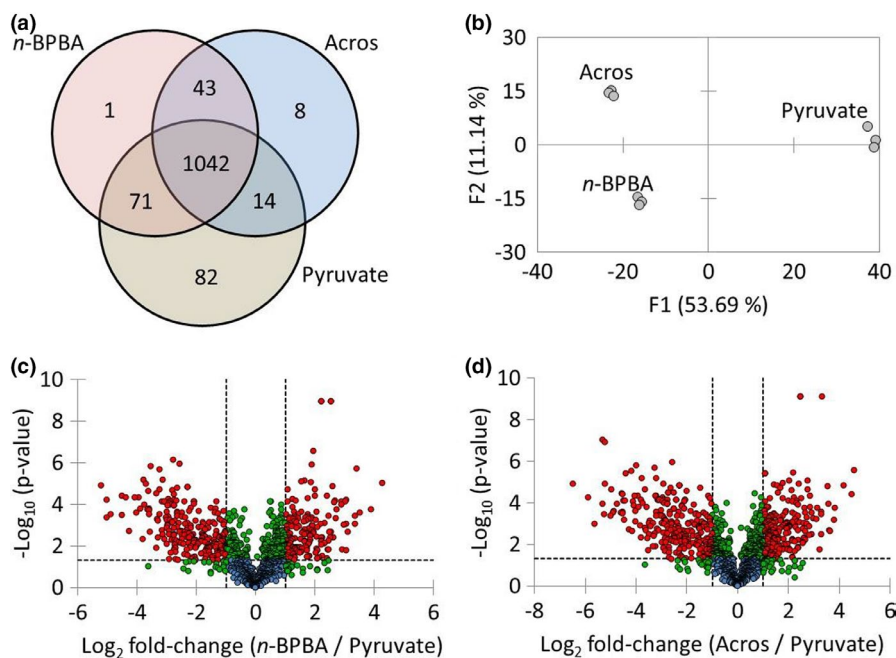 (a)
n-BPBA
Acros
43
1
8
1042
71
14
82
Pyruvate
(b)
30
15
0
-15
-30
F2 (11.14 %)
Acros
Pyruvate
n-BPBA
-40
-20
0
20
40
F1 (53.69 %)
(c)
10
8
6
4
2
0
-Log10 (p-value)
-6
-4
-2
0
2
4
6
Log2 fold-change (n-BPBA / Pyruvate)
(d)
10
8
6
4
2
0
-Log10 (p-value)
-8
-6
-4
-2
0
2
4
6
Log2 fold-change (Acros / Pyruvate)